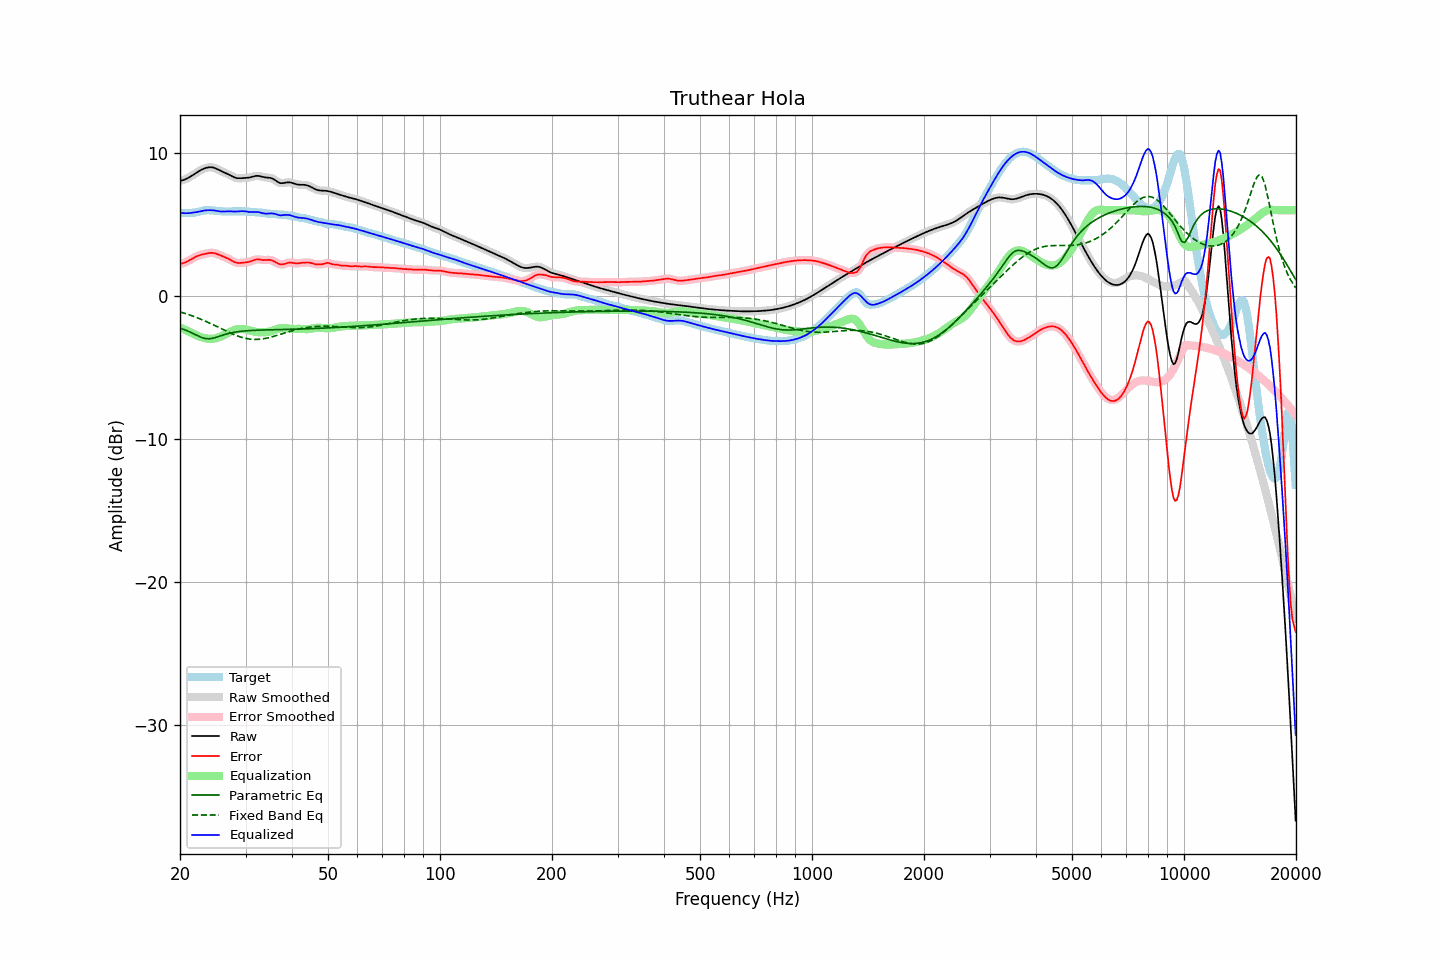 Truthear Hola
10
0
−10
−20
−30
Amplitude (dBr)
Target
Raw Smoothed
Error Smoothed
Raw
Error
Equalization
Parametric Eq
Fixed Band Eq
Equalized
20 50 100 200 500 1000 2000 5000 10000 20000
Frequency (Hz)